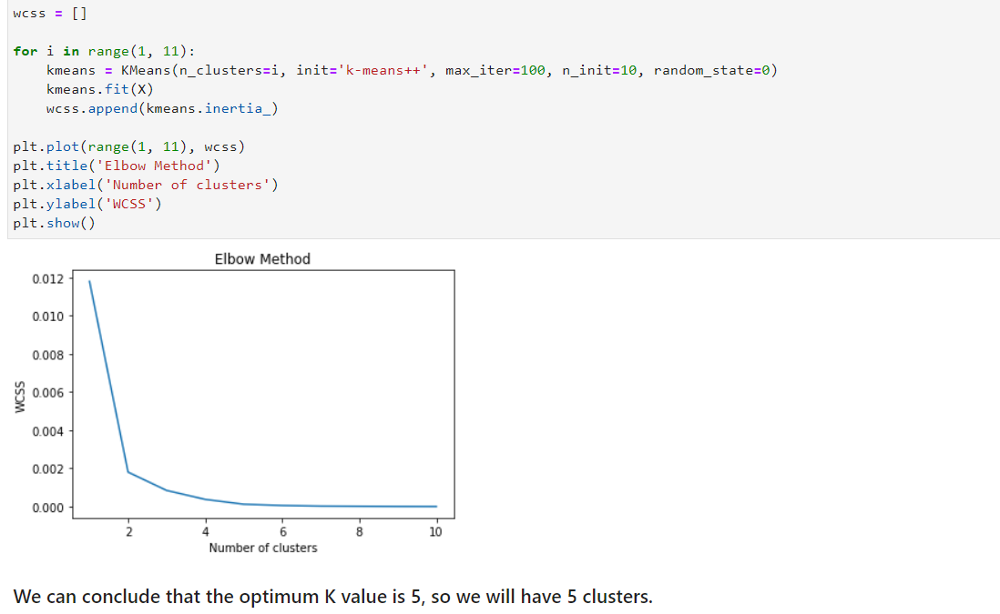 wcss = []
for i in range(1, 11):
kmeans = KMeans(n_clusters=i, init='k-means++', max_iter=100, n_init=10, random_state=0)
kmeans.fit(X)
wcss.append(kmeans.inertia_)
plt.plot(range(1, 11), wcss)
plt.title('Elbow Method')
plt.xlabel('Number of clusters')
plt.ylabel('WCSS')
plt.show()
Elbow Method
0.012
0.010
0.008
0.006
0.004
0.002
0.000
WCSS
2 4 6 8 10
Number of clusters
We can conclude that the optimum K value is 5, so we will have 5 clusters.